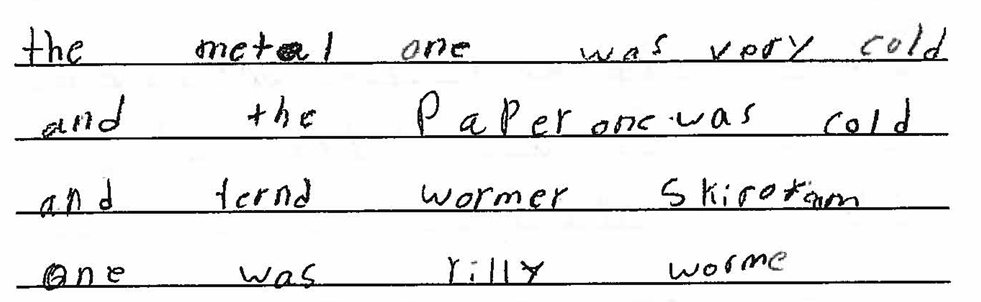 the metal one was very cold
and the PaPer one was cold
and ternd wormer Skirotam
one was rilly worme